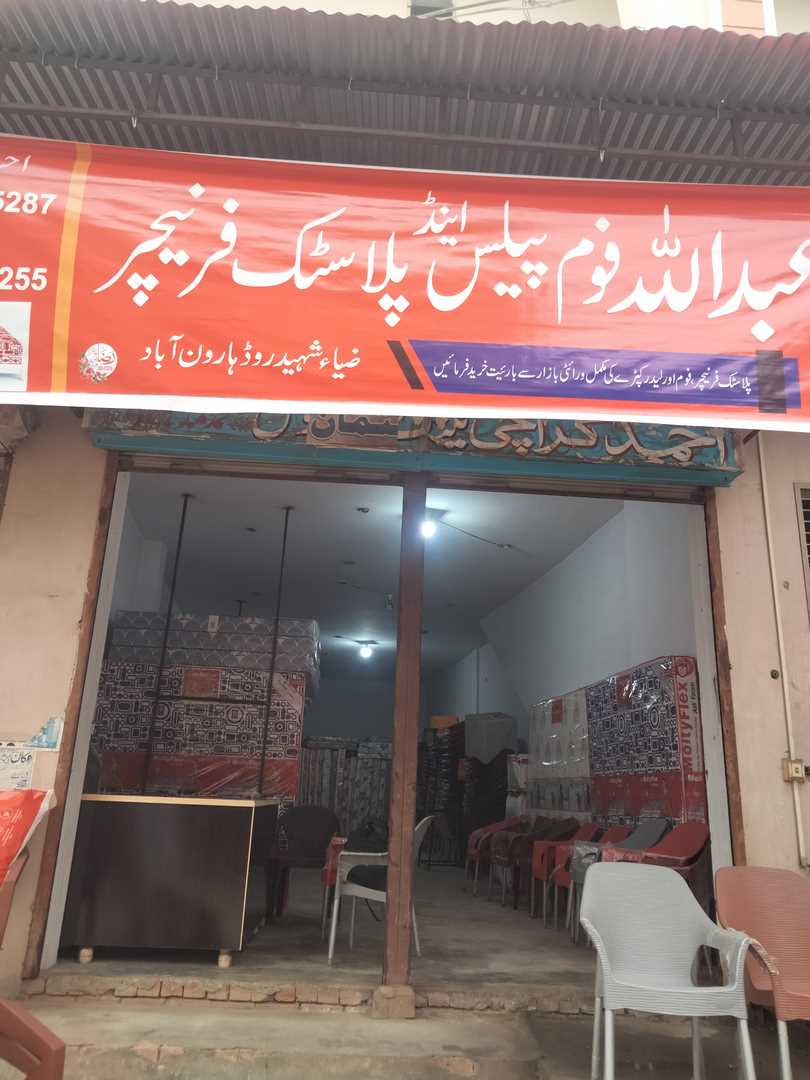 عبداللہ فوم پیلس اینڈ پلاسٹک فرنیچر
پلاسٹک فرنیچر، فوم اور لیدر کپڑے کی مکمل ورائٹی بازار سے بارعیت خرید فرمائیں
ضیاء شہید روڈ ہارون آباد
5287
255
احمد کراچی
MoltyFlex